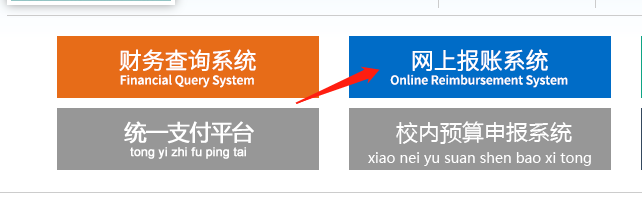 财务查询系统
Financial Query System
网上报账系统
Online Reimbursement System
统一支付平台
tong yi zhi fu ping tai
校内预算申报系统
xiao nei yu suan shen bao xi tong